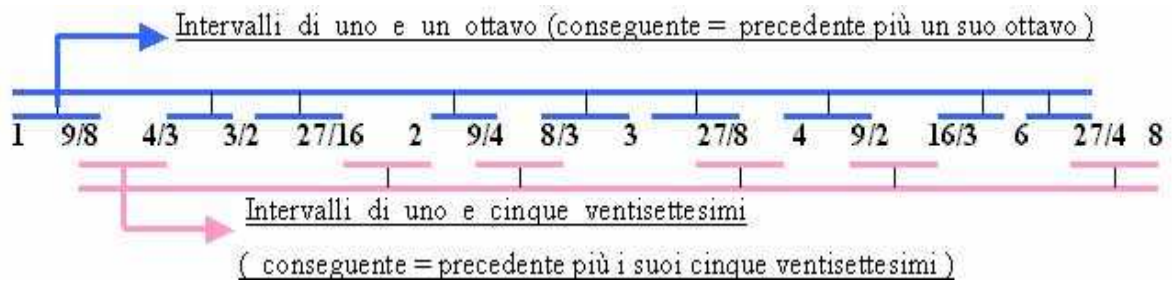 Intervalli di uno e un ottavo (conseguente = precedente più un suo ottavo )
1 9/8 4/3 3/2 27/16 2 9/4 8/3 3 27/8 4 9/2 16/3 6 27/4 8
Intervalli di uno e cinque ventisettesimi
( conseguente = precedente più i suoi cinque ventisettesimi )